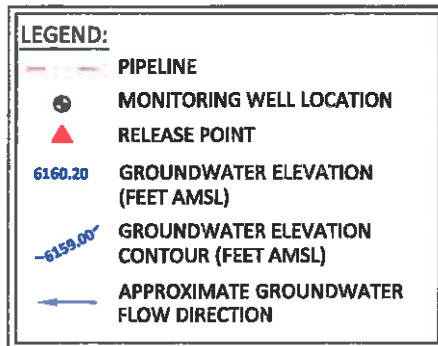 LEGEND:
PIPELINE
MONITORING WELL LOCATION
RELEASE POINT
6160.20 GROUNDWATER ELEVATION
(FEET AMSL)
~6159.00~ GROUNDWATER ELEVATION
CONTOUR (FEET AMSL)
APPROXIMATE GROUNDWATER
FLOW DIRECTION